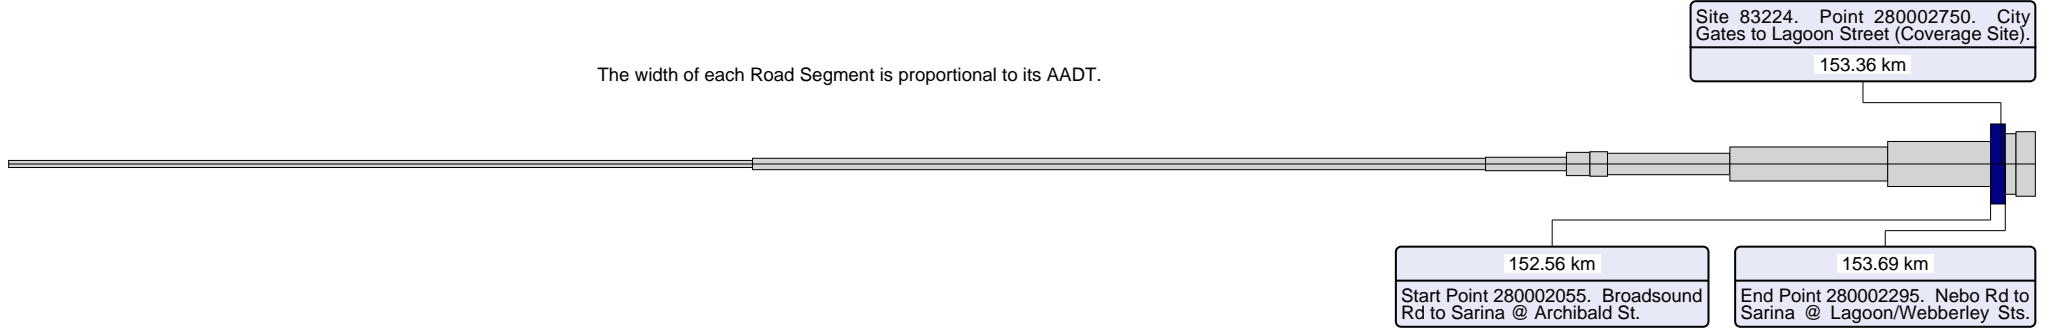 Site 83224. Point 280002750. City
Gates to Lagoon Street (Coverage Site).
153.36 km
The width of each Road Segment is proportional to its AADT.
152.56 km
Start Point 280002055. Broadsound
Rd to Sarina @ Archibald St.
153.69 km
End Point 280002295. Nebo Rd to
Sarina @ Lagoon/Webberley Sts.